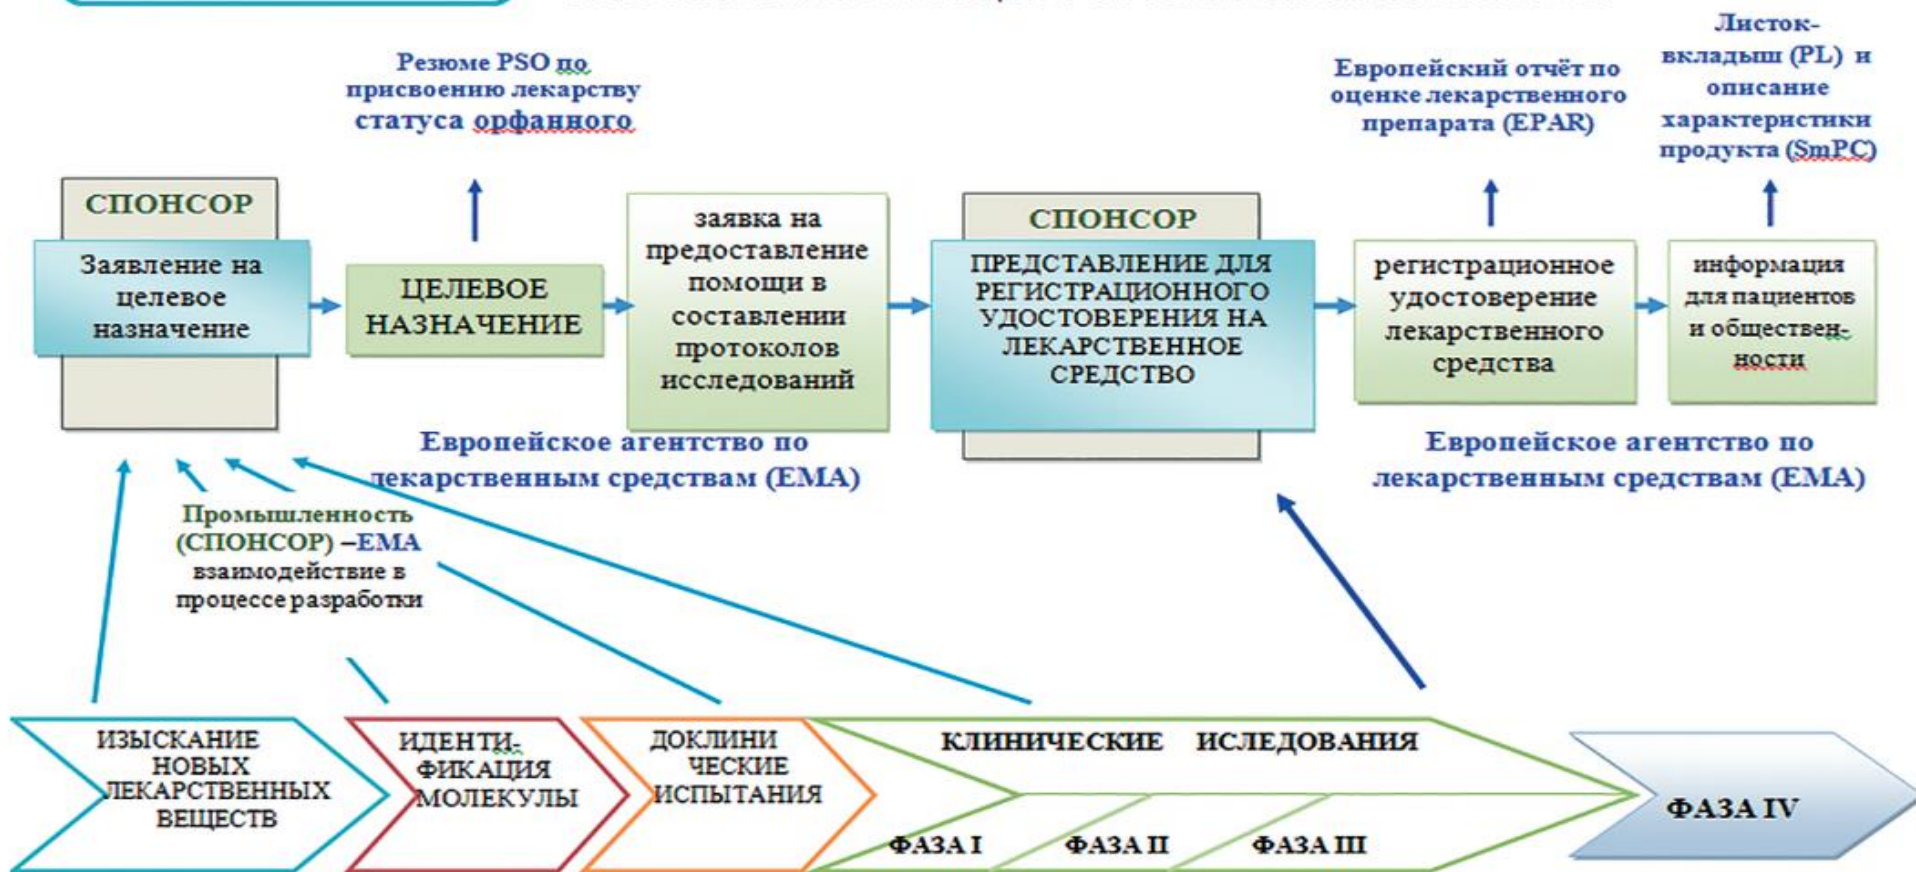 Резюме PSO по
присвоению лекарству
статуса орфанного
Европейский отчёт по
оценке лекарственного
препарата (EPAR)
Листок-
вкладыш (PL) и
описание
характеристики
продукта (SmPC)
СПОНСОР
Заявление на
целевое
назначение
ЦЕЛЕВОЕ
НАЗНАЧЕНИЕ
заявка на
предоставление
помощи в
составлении
протоколов
исследований
СПОНСОР
ПРЕДСТАВЛЕНИЕ ДЛЯ
РЕГИСТРАЦИОННОГО
УДОСТОВЕРЕНИЯ НА
ЛЕКАРСТВЕННОЕ
СРЕДСТВО
регистрационное
удостоверение
лекарственного
средства
информация
для пациентов
и обществен-
ности
Европейское агентство по
лекарственным средствам (EMA)
Европейское агентство по
лекарственным средствам (EMA)
Промышленность
(СПОНСОР) –EMA
взаимодействие в
процессе разработки
ИЗЫСКАНИЕ
НОВЫХ
ЛЕКАРСТВЕННЫХ
ВЕЩЕСТВ
ИДЕНТИ-
ФИКАЦИЯ
МОЛЕКУЛЫ
ДОКЛИНИ
ЧЕСКИЕ
ИСПЫТАНИЯ
КЛИНИЧЕСКИЕ ИСЛЕДОВАНИЯ
ФАЗА I
ФАЗА II
ФАЗА III
ФАЗА IV